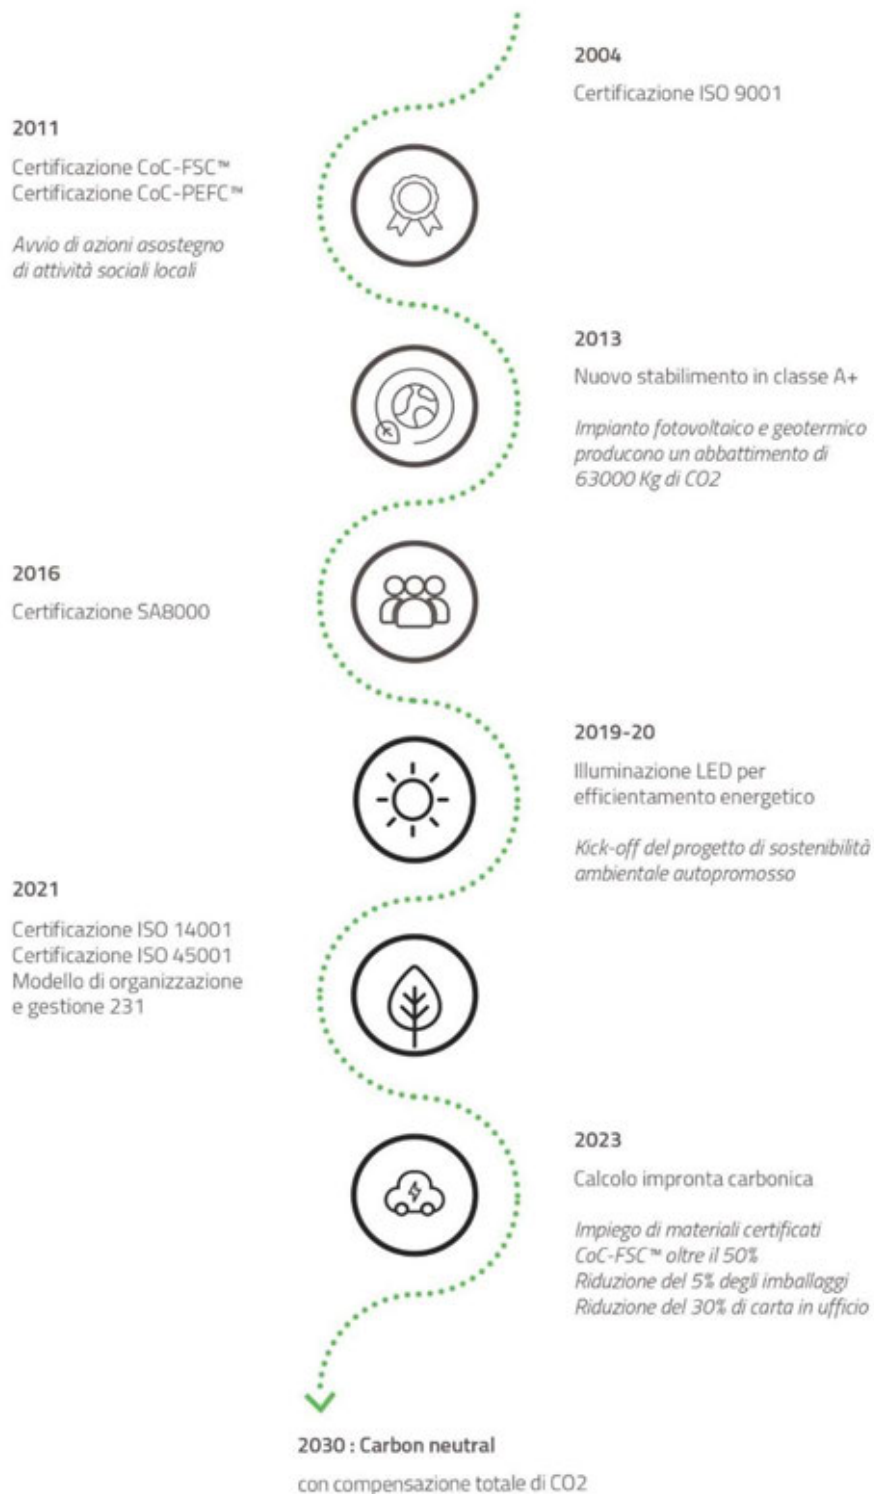 2004
Certificazione ISO 9001
2011
Certificazione CoC-FSC™
Certificazione CoC-PEFC™
Avvio di azioni asostegno
di attività sociali locali
2013
Nuovo stabilimento in classe A+
Impianto fotovoltaico e geotermico
producono un abbattimento di
63000 Kg di CO2
2016
Certificazione SA8000
2019-20
Illuminazione LED per
efficientamento energetico
Kick-off del progetto di sostenibilità
ambientale autopromosso
2021
Certificazione ISO 14001
Certificazione ISO 45001
Modello di organizzazione
e gestione 231
2023
Calcolo impronta carbonica
Impiego di materiali certificati
CoC-FSC™ oltre il 50%
Riduzione del 5% degli imballaggi
Riduzione del 30% di carta in ufficio
2030 : Carbon neutral
con compensazione totale di CO2